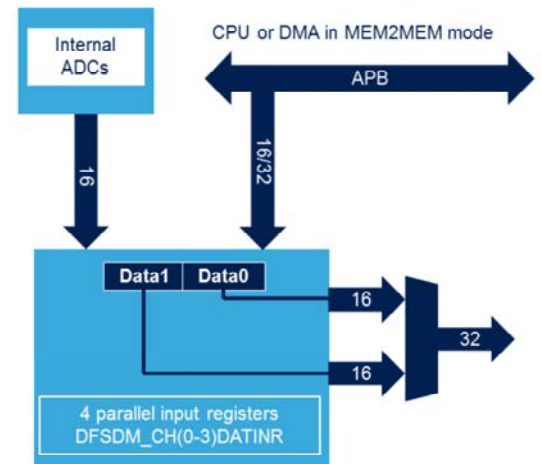 Internal
ADCs
CPU or DMA in MEM2MEM mode
APB
16
16/32
Data1 Data0
16
32
16
4 parallel input registers
DFSDM_CH(0-3)DATINR